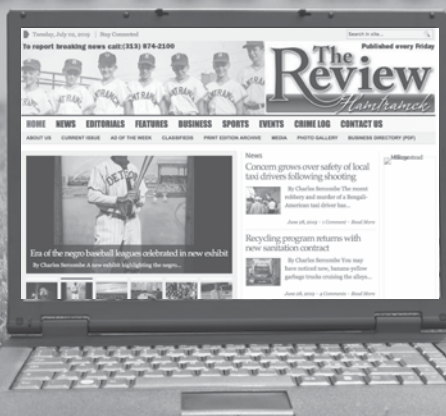 Tuesday, July 02, 2019 | Stay Connected
Search in site...
To report breaking news call:(313) 874-2100
Published every Friday
The
Review
Hamtramck
HOME NEWS EDITORIALS FEATURES BUSINESS SPORTS EVENTS CRIME LOG CONTACT US
ABOUT US CURRENT ISSUE AD OF THE WEEK CLASSIFIEDS PRINT EDITION ARCHIVE MEDIA PHOTO GALLERY BUSINESS DIRECTORY (PDF)
DETROIT
Era of the negro baseball leagues celebrated in new exhibit
By Charles Sercombe A new exhibit highlighting the negro...
News
Concern grows over safety of local
taxi drivers following shooting
By Charles Sercombe The recent
robbery and murder of a Bengali-
American taxi driver has...
June 28, 2019 - 1 Comment - Read More
Recycling program returns with
new sanitation contract
By Charles Sercombe You may
have noticed new, banana-yellow
garbage trucks cruising the alleys...
June 28, 2019 - 4 Comments - Read More